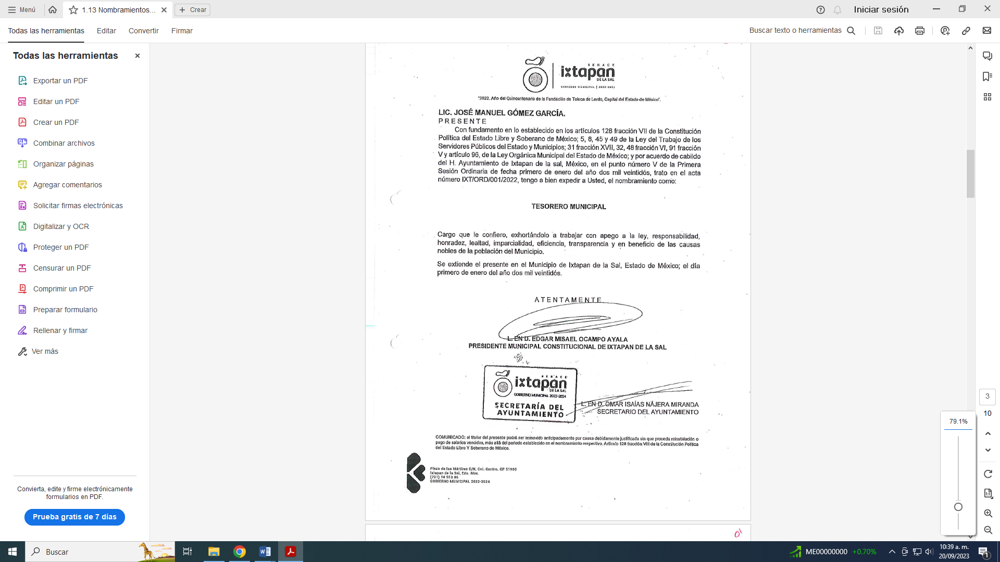 Menú
1.13 Nombramientos...
Crear
Iniciar sesión
Todas las herramientas
Editar
Convertir
Firmar
Buscar texto o herramientas
Todas las herramientas
Exportar un PDF
Editar un PDF
Crear un PDF
Combinar archivos
Organizar páginas
Agregar comentarios
Solicitar firmas electrónicas
Digitalizar y OCR
Proteger un PDF
Censurar un PDF
Comprimir un PDF
Preparar formulario
Rellenar y firmar
Ver más
Convierta, edite y firme electrónicamente
formularios en PDF.
Prueba gratis de 7 días
RENACE
ixtapan
DE LA SAL
GOBIERNO MUNICIPAL | 2022-2024
"2022. Año del Quincentenario de la Fundación de Toluca de Lerdo, Capital del Estado de México".
LIC. JOSÉ MANUEL GÓMEZ GARCÍA.
PRESENTE
Con fundamento en lo establecido en los artículos 128 fracción VII de la Constitución
Política del Estado Libre y Soberano de México; 5, 8, 45 y 49 de la Ley del Trabajo de los
Servidores Públicos del Estado y Municipios; 31 fracción XVII, 32, 48 fracción VI, 91 fracción
V y artículo 96, de la Ley Orgánica Municipal del Estado de México; y por acuerdo de cabildo
del H. Ayuntamiento de Ixtapan de la sal, México, en el punto número V de la Primera
Sesión Ordinaria de fecha primero de enero del año dos mil veintidós, trato en el acta
número IXT/ORD/001/2022, tengo a bien expedir a Usted, el nombramiento como:
TESORERO MUNICIPAL
Cargo que le confiero, exhortándolo a trabajar con apego a la ley, responsabilidad,
honradez, lealtad, imparcialidad, eficiencia, transparencia y en beneficio de las causas
nobles de la población del Municipio.
Se extiende el presente en el Municipio de Ixtapan de la Sal, Estado de México; el día
primero de enero del año dos mil veintidós.
ATENTAMENTE
L. EN D. EDGAR MISAEL OCAMPO AYALA
PRESIDENTE MUNICIPAL CONSTITUCIONAL DE IXTAPAN DE LA SAL
RENACE
ixtapan
DE LA SAL
GOBIERNO MUNICIPAL 2022-2024
SECRETARÍA DEL
AYUNTAMIENTO
L. EN D. OMAR ISAÍAS NÁJERA MIRANDA
SECRETARIO DEL AYUNTAMIENTO
COMUNICADO: el titular del presente podrá ser removido anticipadamente por causa debidamente justificada sin que proceda reinstalación o
pago de salarios vencidos, más allá del periodo establecido en el nombramiento respectivo. Artículo 128 fracción VIII de la Constitución Política
del Estado Libre Y Soberano de México.
Plaza de los Mártires S/N, Col. Centro. CP 51900
Ixtapan de la Sal, Edo. Mex.
(721) 14 553 86
GOBIERNO MUNICIPAL 2022-2024
01
3
10
79.1%
Buscar
ME00000000 +0.70%
10:39 a. m.
20/09/2023
1